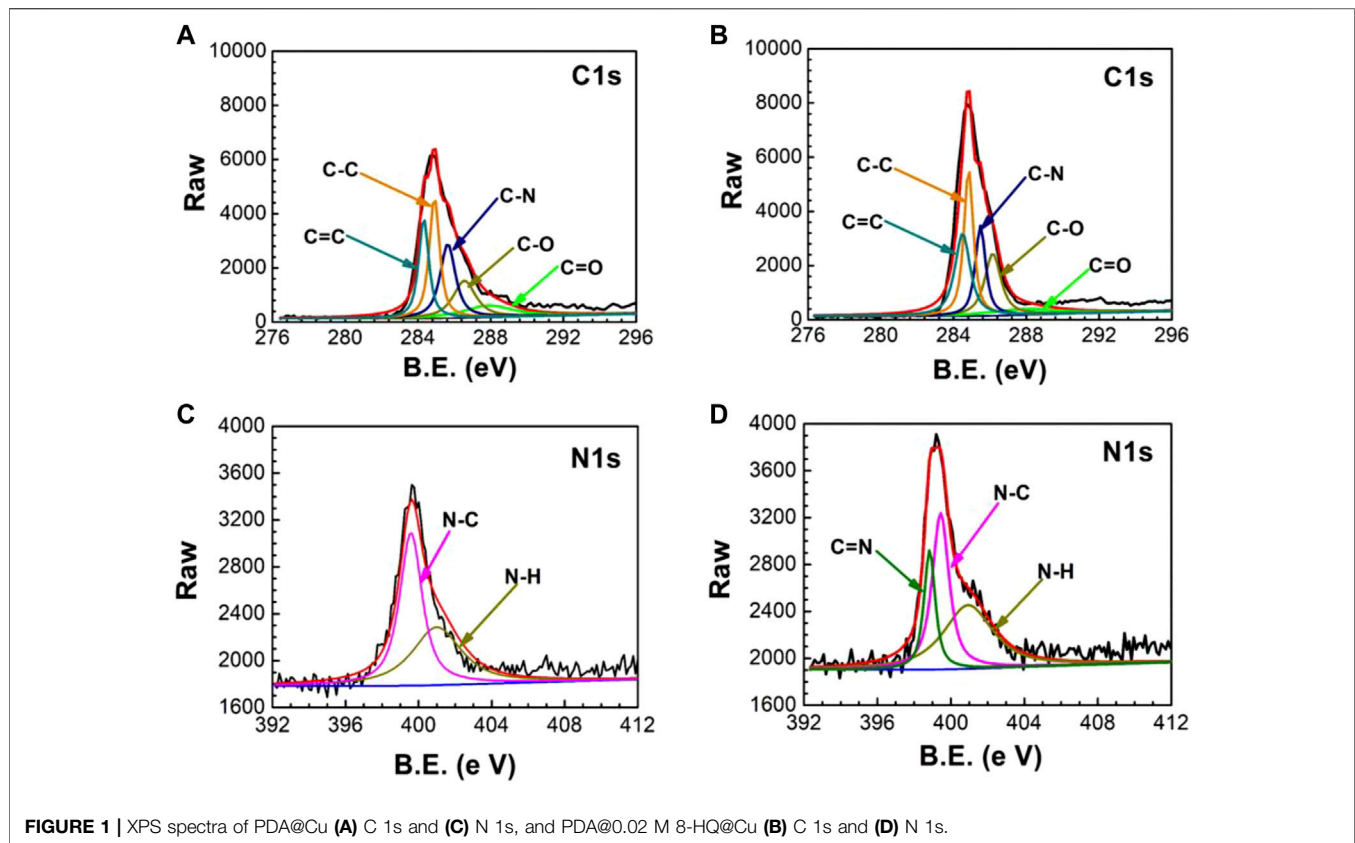 A
10000
8000
6000
4000
2000
0
Raw
C1s
C-C
C=C
C-N
C-O
C=O
276 280 284 288 292 296
B.E. (eV)
B
10000
8000
6000
4000
2000
0
Raw
C1s
C-C
C=C
C-N
C-O
C=O
276 280 284 288 292 296
B.E. (eV)
C
4000
3600
3200
2800
2400
2000
1600
Raw
N1s
N-C
N-H
392 396 400 404 408 412
B.E. (e V)
D
4000
3600
3200
2800
2400
2000
1600
Raw
N1s
N-C
C=N
N-H
392 396 400 404 408 412
B.E. (e V)
FIGURE 1 | XPS spectra of PDA@Cu (A) C 1s and (C) N 1s, and PDA@0.02 M 8-HQ@Cu (B) C 1s and (D) N 1s.